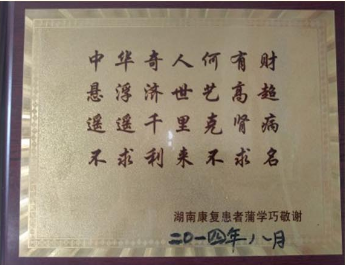 中华奇人何有财
悬浮济世艺高超
遥遥千里克肾病
不求利来不求名
湖南康复患者蒲学巧敬谢
二〇一四年八月